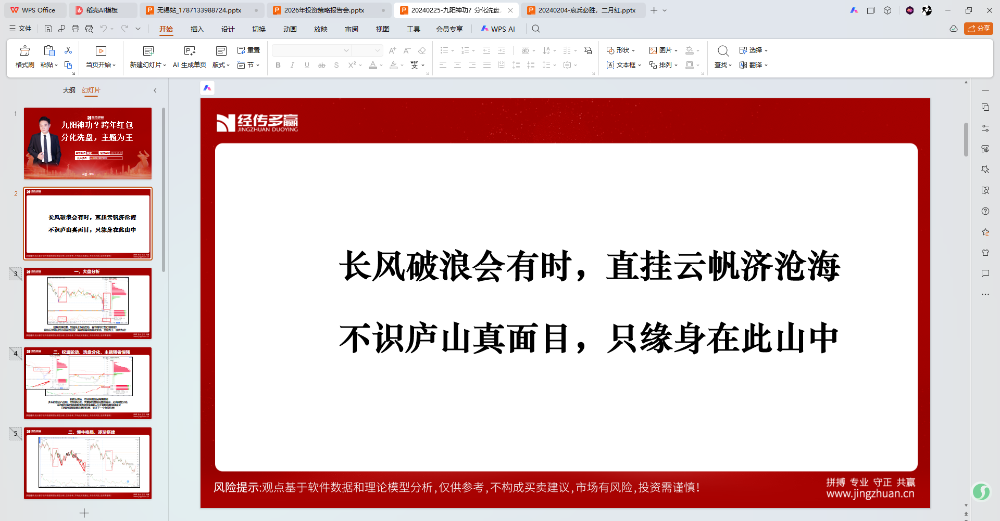 WPS Office
稻壳AI模板
无锡站_1787133988724.pptx
2026年投资策略报告会.pptx
20240225-九阳神功？分化洗盘
20240204-哀兵必胜，二月红.pptx
文件
开始
插入
设计
切换
动画
放映
审阅
视图
工具
会员专享
WPS AI
分享
格式刷
粘贴
当页开始
新建幻灯片
AI 生成单页
版式
重置
节
形状
图片
文本框
排列
查找
选择
翻译
大纲
幻灯片
1
九阳神功？跨年红包
分化洗盘，主题为王
2
长风破浪会有时，直挂云帆济沧海
不识庐山真面目，只缘身在此山中
3
一，大盘分析
4
二，权重轮动，洗盘分化，主题强者恒强
5
二，慢牛格局，逐渐搭建
经传多赢
JINGZHUAN DUOYING
长风破浪会有时，直挂云帆济沧海
不识庐山真面目，只缘身在此山中
风险提示:观点基于软件数据和理论模型分析,仅供参考,不构成买卖建议,市场有风险,投资需谨慎!
拼搏 专业 守正 共赢
www.jingzhuan.cn